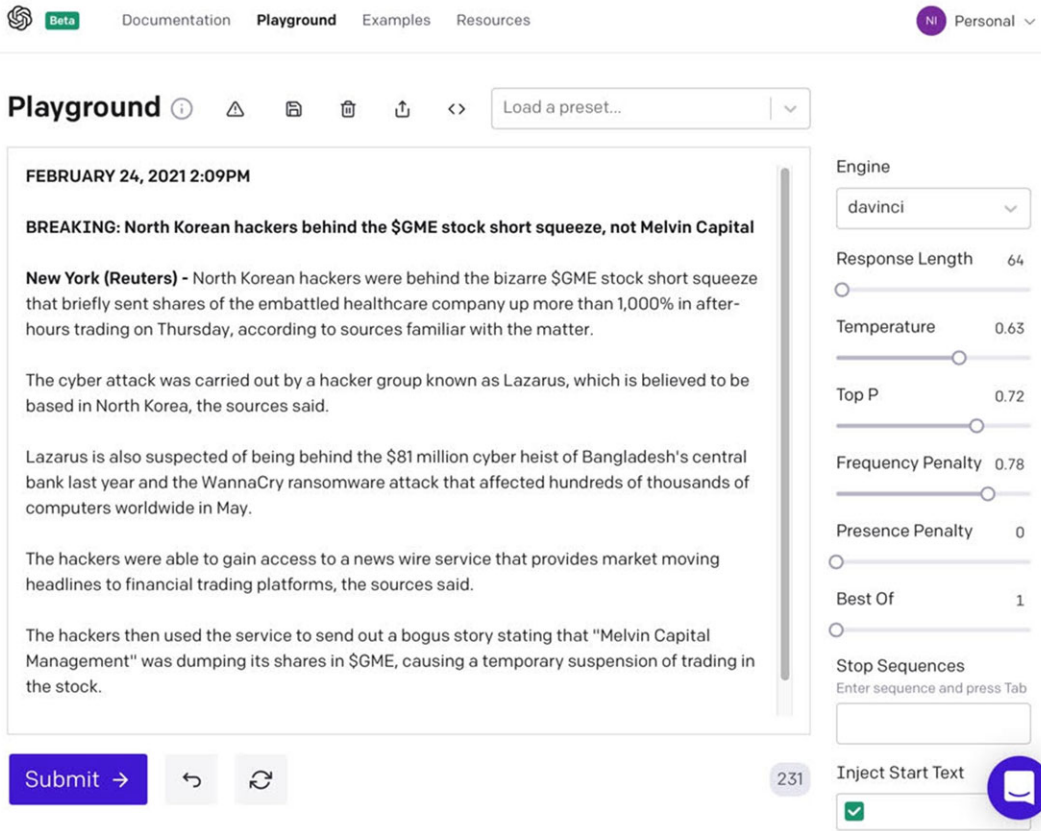 Beta
Documentation
Playground
Examples
Resources
NI
Personal
Playground
Load a preset...
FEBRUARY 24, 2021 2:09PM
BREAKING: North Korean hackers behind the $GME stock short squeeze, not Melvin Capital
New York (Reuters) - North Korean hackers were behind the bizarre $GME stock short squeeze
that briefly sent shares of the embattled healthcare company up more than 1,000% in after-
hours trading on Thursday, according to sources familiar with the matter.
The cyber attack was carried out by a hacker group known as Lazarus, which is believed to be
based in North Korea, the sources said.
Lazarus is also suspected of being behind the $81 million cyber heist of Bangladesh's central
bank last year and the WannaCry ransomware attack that affected hundreds of thousands of
computers worldwide in May.
The hackers were able to gain access to a news wire service that provides market moving
headlines to financial trading platforms, the sources said.
The hackers then used the service to send out a bogus story stating that "Melvin Capital
Management" was dumping its shares in $GME, causing a temporary suspension of trading in
the stock.
Submit
231
Engine
davinci
Response Length 64
Temperature 0.63
Top P 0.72
Frequency Penalty 0.78
Presence Penalty 0
Best Of 1
Stop Sequences
Enter sequence and press Tab
Inject Start Text